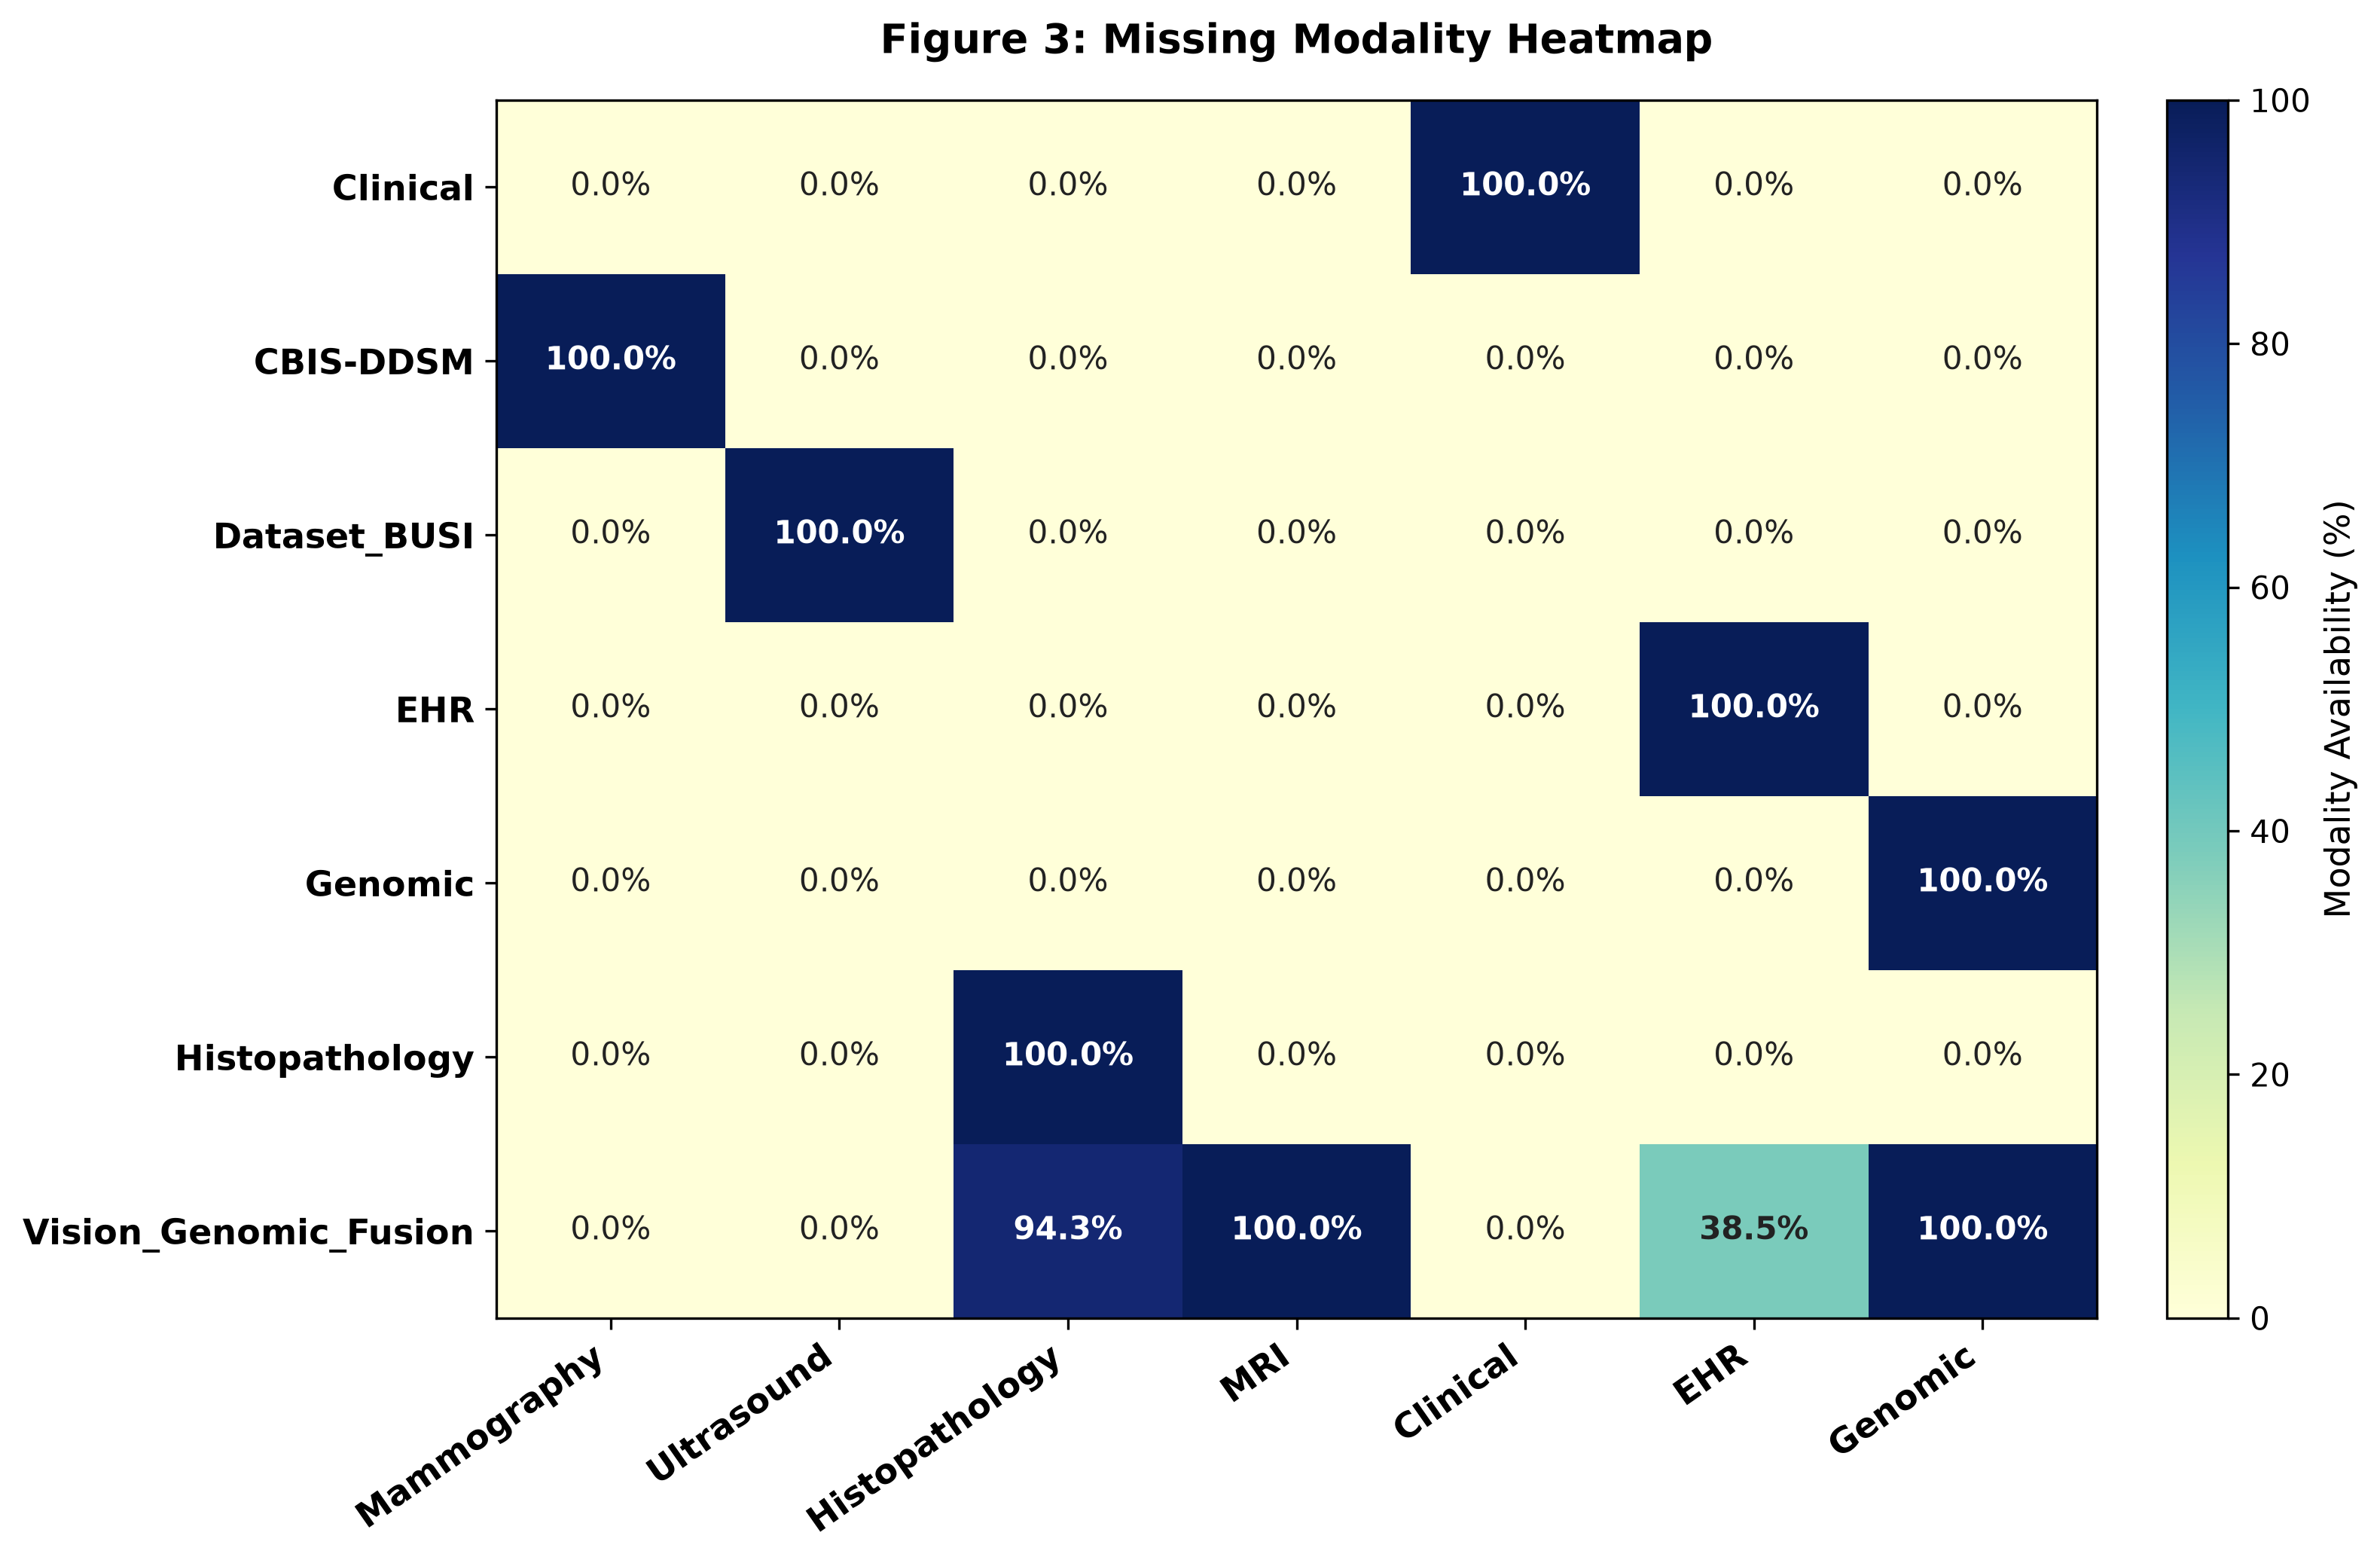 Figure 3: Missing Modality Heatmap
Clinical 0.0% 0.0% 0.0% 0.0% 100.0% 0.0% 0.0%
CBIS-DDSM 100.0% 0.0% 0.0% 0.0% 0.0% 0.0% 0.0%
Dataset_BUSI 0.0% 100.0% 0.0% 0.0% 0.0% 0.0% 0.0%
EHR 0.0% 0.0% 0.0% 0.0% 0.0% 100.0% 0.0%
Genomic 0.0% 0.0% 0.0% 0.0% 0.0% 0.0% 100.0%
Histopathology 0.0% 0.0% 100.0% 0.0% 0.0% 0.0% 0.0%
Vision_Genomic_Fusion 0.0% 0.0% 94.3% 100.0% 0.0% 38.5% 100.0%
Mammography
Ultrasound
Histopathology
MRI
Clinical
EHR
Genomic
100
80
60
40
20
0
Modality Availability (%)